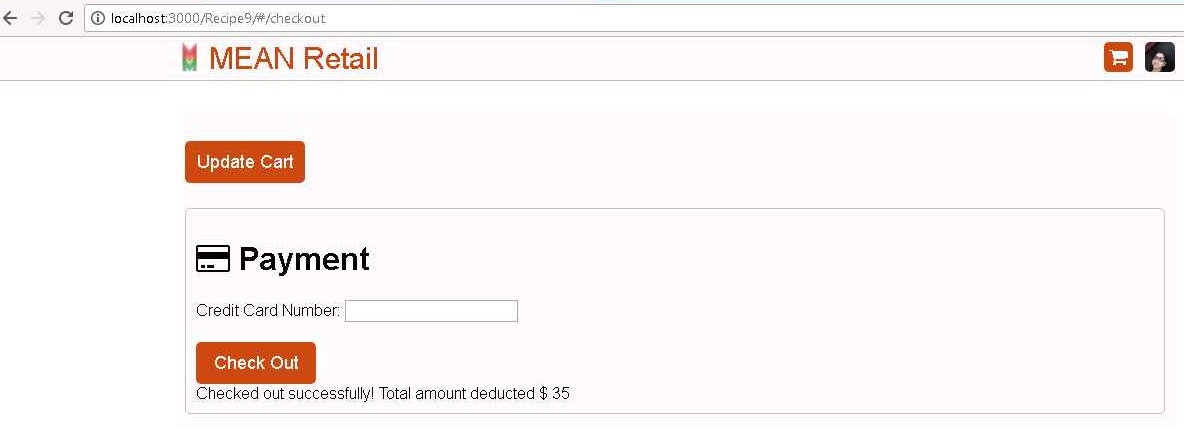 localhost:3000/Recipe9/#/checkout
MEAN Retail
Update Cart
Payment
Credit Card Number:
Check Out
Checked out successfully! Total amount deducted $ 35